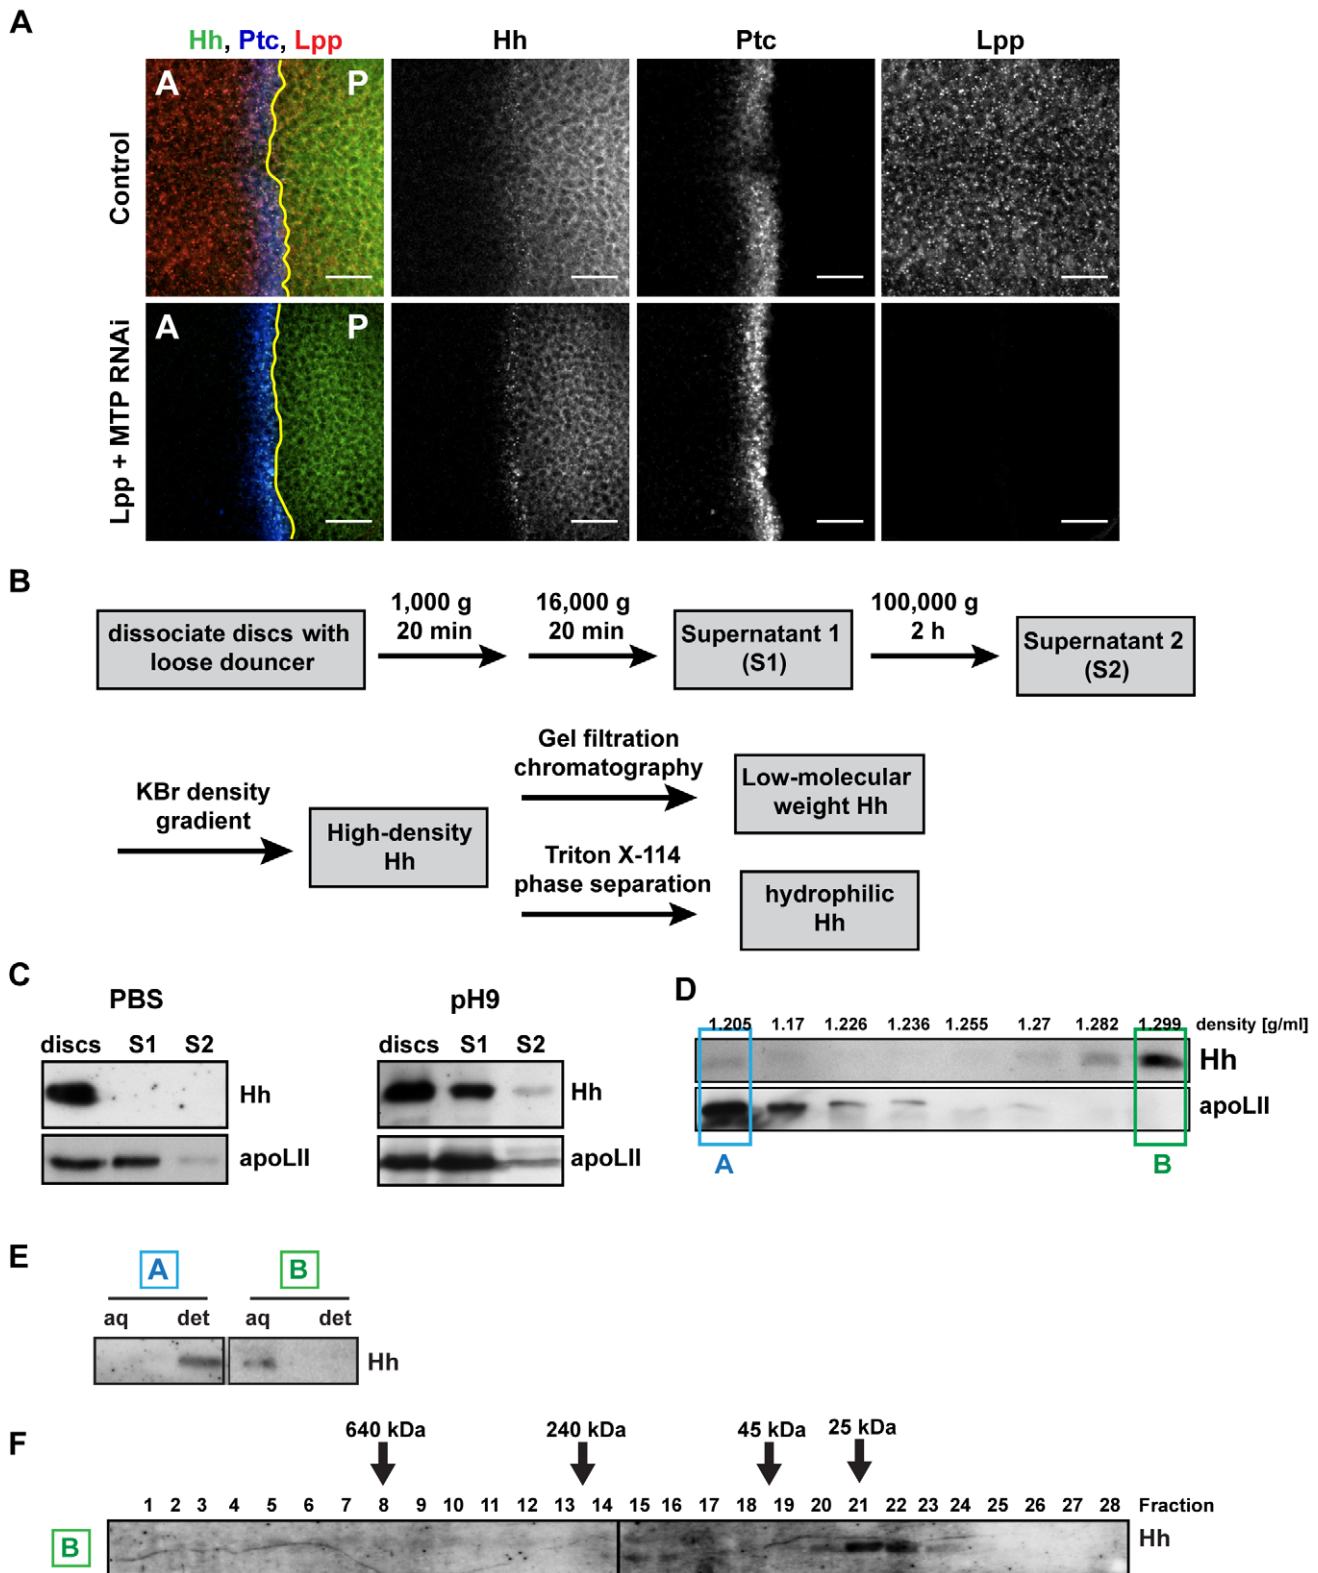 A
Hh, Ptc, Lpp
Hh
Ptc
Lpp
Control
A
P
Lpp + MTP RNAi
A
P
B
dissociate discs with
loose douncer
1,000 g
20 min
16,000 g
20 min
Supernatant 1
(S1)
100,000 g
2 h
Supernatant 2
(S2)
KBr density
gradient
High-density
Hh
Gel filtration
chromatography
Low-molecular
weight Hh
Triton X-114
phase separation
hydrophilic
Hh
C
PBS
discs S1 S2
Hh
apoLII
pH9
discs S1 S2
Hh
apoLII
D
1.205 1.17 1.226 1.236 1.255 1.27 1.282 1.299 density [g/ml]
Hh
apoLII
A
B
E
A
B
aq det aq det
Hh
F
640 kDa 240 kDa 45 kDa 25 kDa
1 2 3 4 5 6 7 8 9 10 11 12 13 14 15 16 17 18 19 20 21 22 23 24 25 26 27 28 Fraction
B
Hh